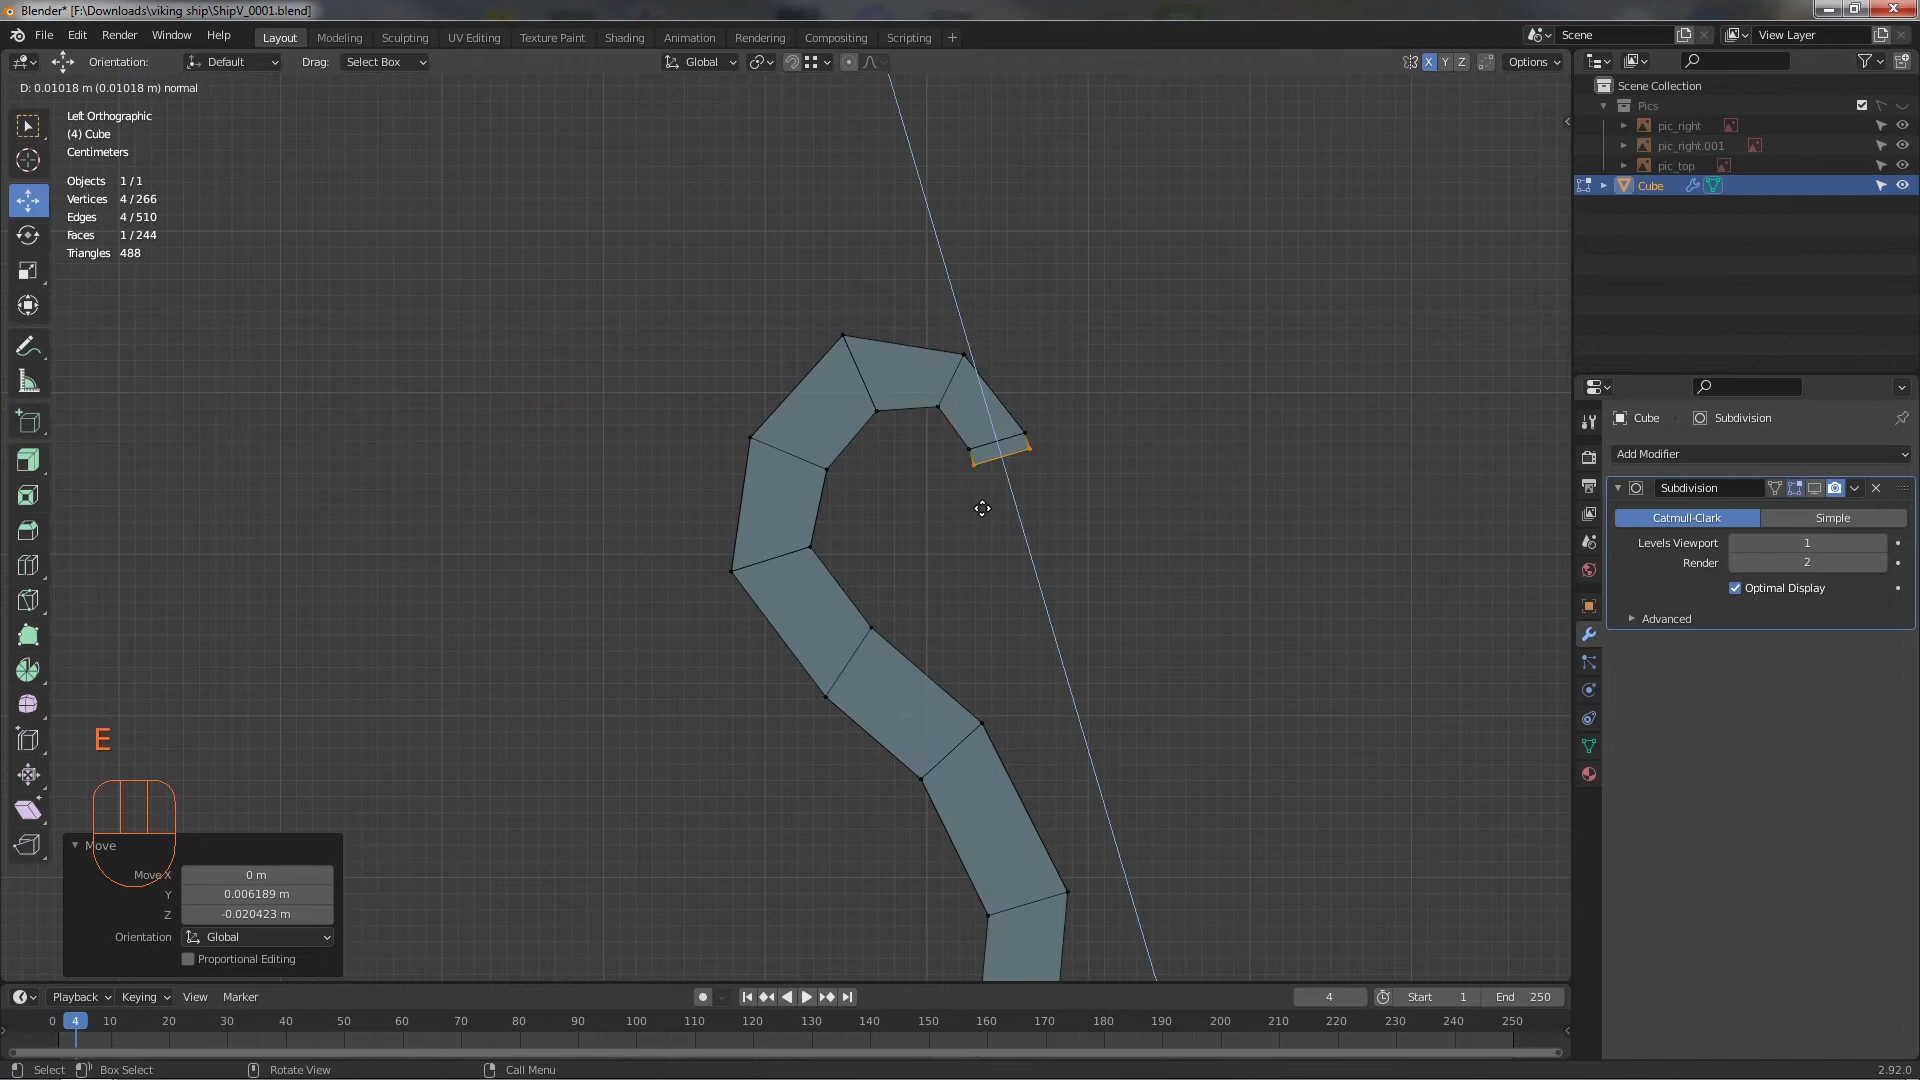 Blender* [F:\Downloads\viking ship\ShipV_0001.blend]
File Edit Render Window Help Layout Modeling Sculpting UV Editing Texture Paint Shading Animation Rendering Compositing Scripting + Scene View Layer
Orientation: Default Drag: Select Box Global X Y Z Options
D: 0.01018 m (0.01018 m) normal
Left Orthographic
(4) Cube
Centimeters
Objects 1 / 1
Vertices 4 / 266
Edges 4 / 510
Faces 1 / 244
Triangles 488
Scene Collection
Pics
pic_right
pic_right.001
pic_top
Cube
Cube Subdivision
Add Modifier
Subdivision
Catmull-Clark Simple
Levels Viewport 1
Render 2
Optimal Display
Advanced
E
Move
Move X 0 m
Y 0.006189 m
Z -0.020423 m
Orientation Global
Proportional Editing
Playback Keying View Marker 4 Start 1 End 250
0 4 10 20 30 40 50 60 70 80 90 100 110 120 130 140 150 160 170 180 190 200 210 220 230 240 250
Select Box Select Rotate View Call Menu 2.92.0